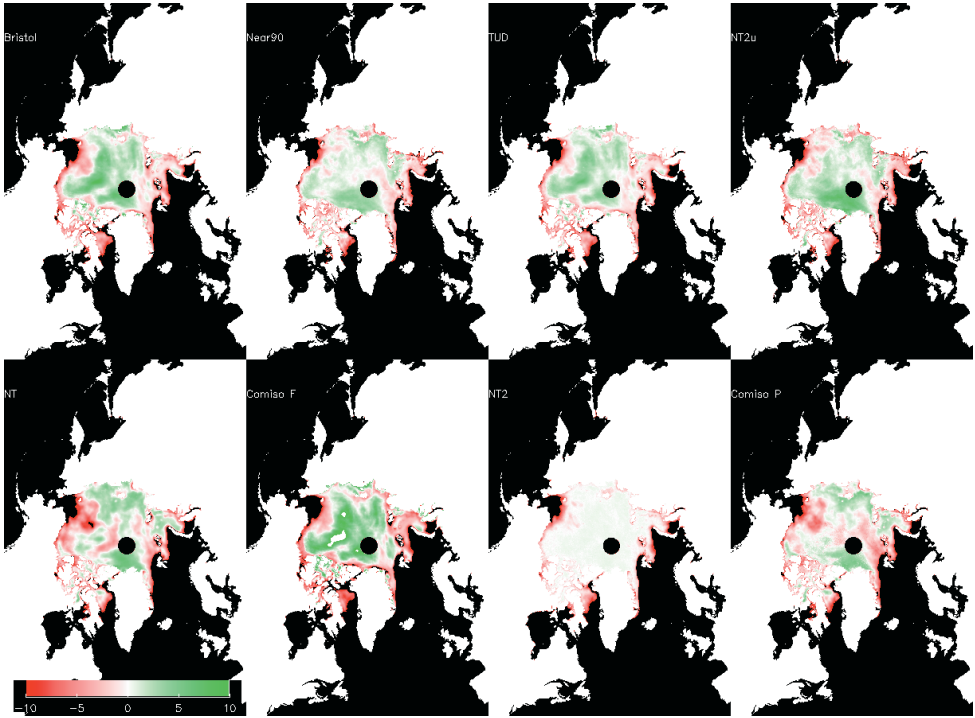 Bristol
Near90
TUD
NT2u
NT
Comiso F
NT2
Comiso P
-10 -5 0 5 10